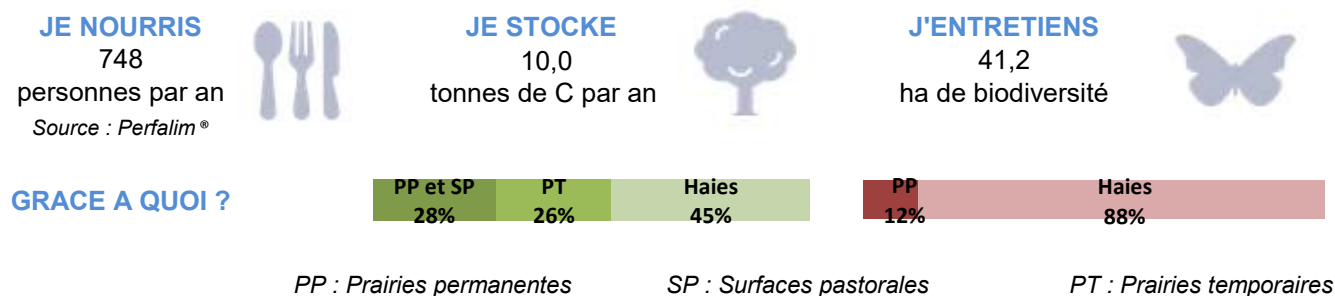 JE NOURRIS
748
personnes par an
Source : Perfalim ®
JE STOCKE
10,0
tonnes de C par an
J'ENTRETIENS
41,2
ha de biodiversité
GRACE A QUOI ?
PP et SP PT Haies
28% 26% 45%
PP Haies
12% 88%
PP : Prairies permanentes SP : Surfaces pastorales PT : Prairies temporaires